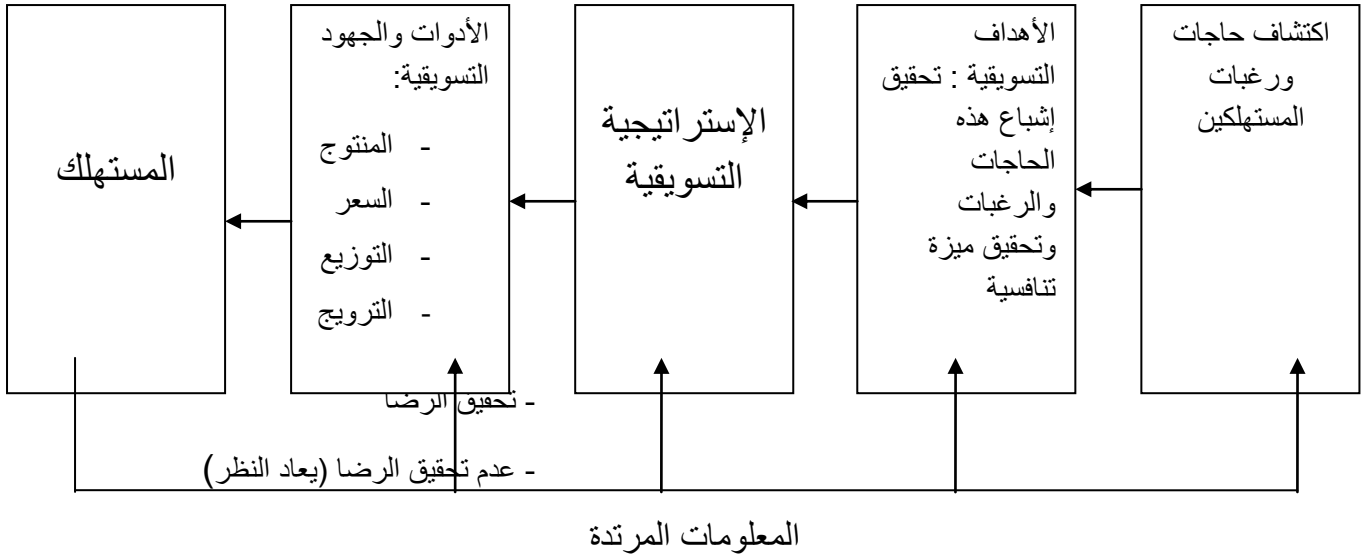 اكتشاف حاجات
ورغبات
المستهلكين
الأهداف
التسويقية : تحقيق
إشباع هذه
الحاجات
والرغبات
وتحقيق ميزة
تنافسية
الإستراتيجية
التسويقية
الأدوات والجهود
التسويقية:
- المنتوج
- السعر
- التوزيع
- الترويج
المستهلك
- تحقيق الرضا
- عدم تحقيق الرضا (يعاد النظر)
المعلومات المرتدة